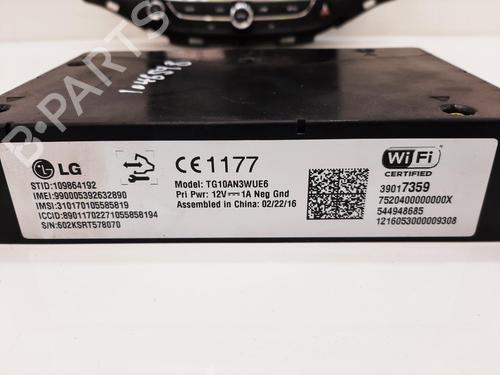 B-PARTS
LG
STID:109864192
IMEI:990005392632890
IMSI:310170105585819
ICCID:89011702271055858194
S/N:602KSRT578070
CE1177
Model: TG10AN3WUE6
Pri Pwr: 12V⎓1A Neg Gnd
Assembled in China: 02/22/16
WiFi
CERTIFIED
39017359
7520400000000X
544948685
1216053000009308